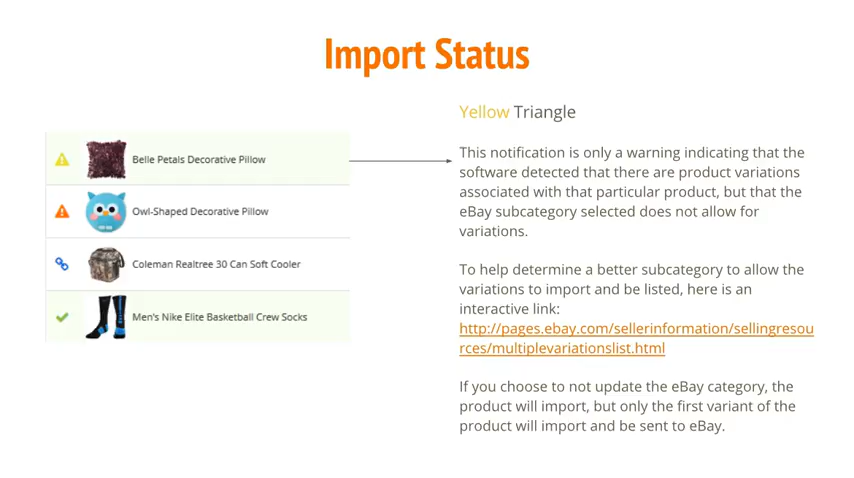 Import Status
Belle Petals Decorative Pillow
Owl-Shaped Decorative Pillow
Coleman Realtree 30 Can Soft Cooler
Men's Nike Elite Basketball Crew Socks
Yellow Triangle
This notification is only a warning indicating that the
software detected that there are product variations
associated with that particular product, but that the
eBay subcategory selected does not allow for
variations.
To help determine a better subcategory to allow the
variations to import and be listed, here is an
interactive link:
http://pages.ebay.com/sellerinformation/sellingresou
rces/multiplevariationslist.html
If you choose to not update the eBay category, the
product will import, but only the first variant of the
product will import and be sent to eBay.